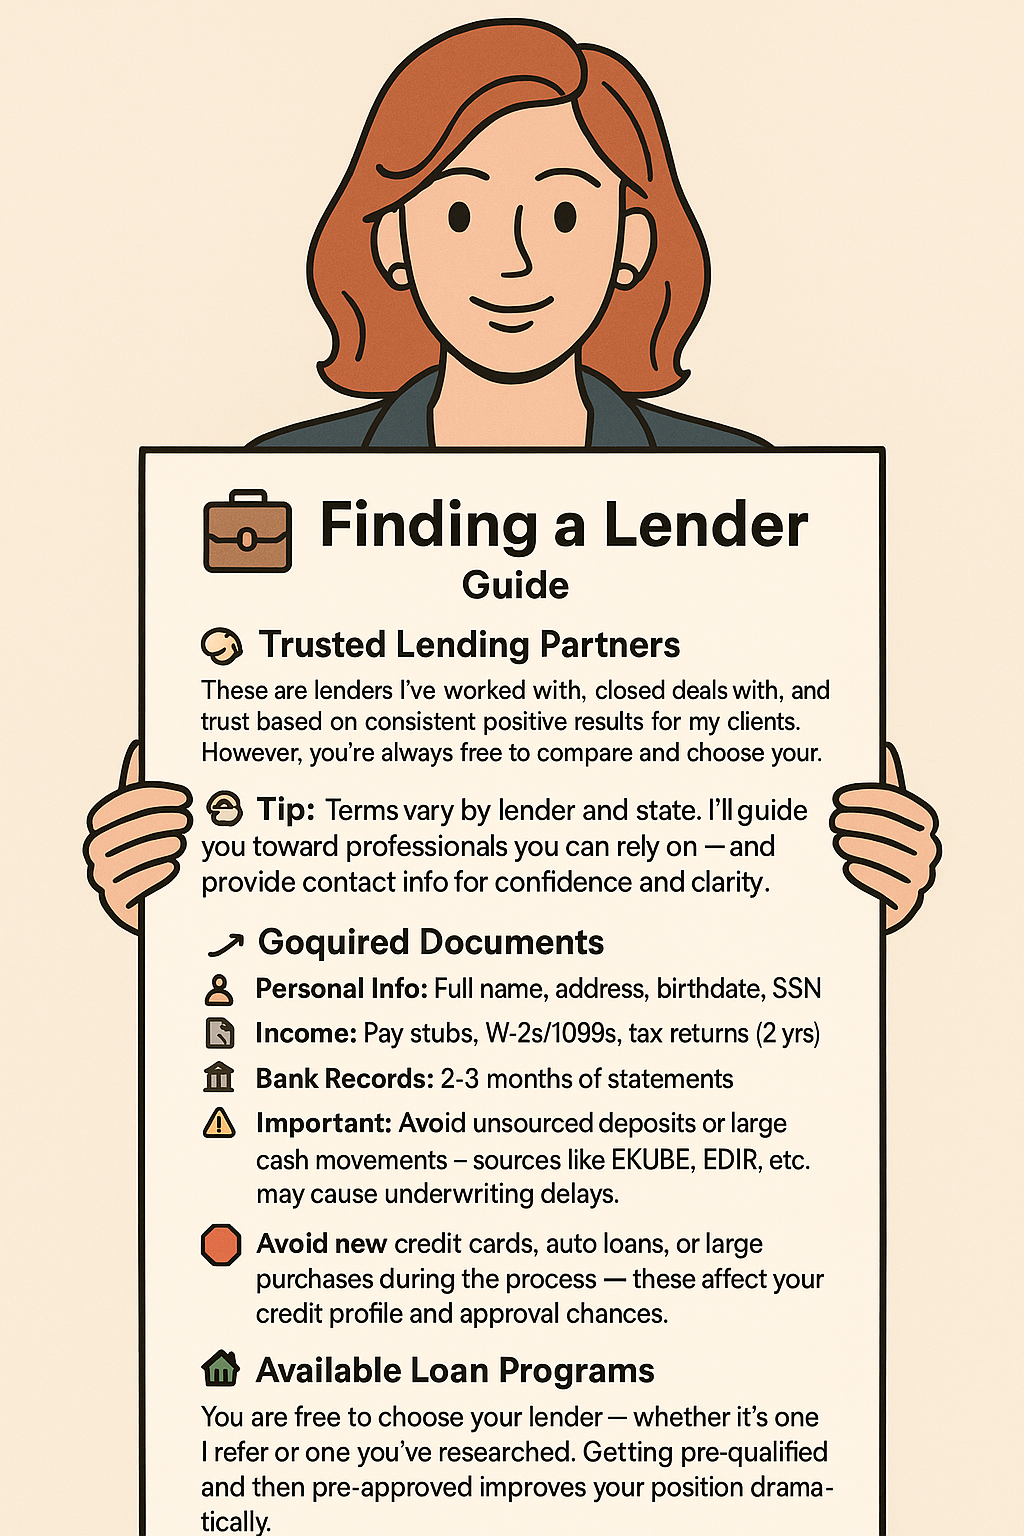 Finding a Lender
Guide
Trusted Lending Partners
These are lenders I've worked with, closed deals with, and
trust based on consistent positive results for my clients.
However, you're always free to compare and choose your.
Tip: Terms vary by lender and state. I'll guide
you toward professionals you can rely on — and
provide contact info for confidence and clarity.
Goquired Documents
Personal Info: Full name, address, birthdate, SSN
Income: Pay stubs, W-2s/1099s, tax returns (2 yrs)
Bank Records: 2-3 months of statements
Important: Avoid unsourced deposits or large
cash movements – sources like EKUBE, EDIR, etc.
may cause underwriting delays.
Avoid new credit cards, auto loans, or large
purchases during the process — these affect your
credit profile and approval chances.
Available Loan Programs
You are free to choose your lender — whether it's one
I refer or one you've researched. Getting pre-qualified
and then pre-approved improves your position drama-
tically.